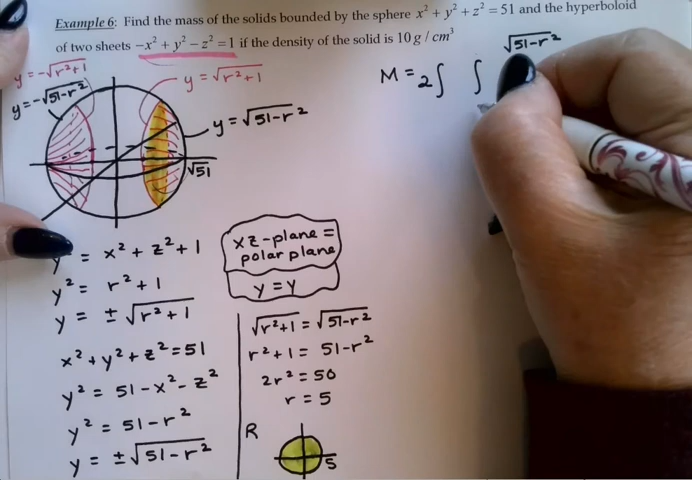 Example 6: Find the mass of the solids bounded by the sphere x² + y² + z² = 51 and the hyperboloid
of two sheets −x² + y² − z² = 1 if the density of the solid is 10 g / cm³
y = -√(r²+1)
y = -√(51-r²)
y = √(r²+1)
y = √(51-r²)
√51
M = 2∫ ∫ √(51-r²)
y² = x² + z² + 1
y² = r² + 1
y = ± √(r²+1)
x² + y² + z² = 51
y² = 51 - x² - z²
y² = 51 - r²
y = ± √(51-r²)
xz-plane =
polar plane
y = y
√(r²+1) = √(51-r²)
r² + 1 = 51 - r²
2r² = 50
r = 5
R
5